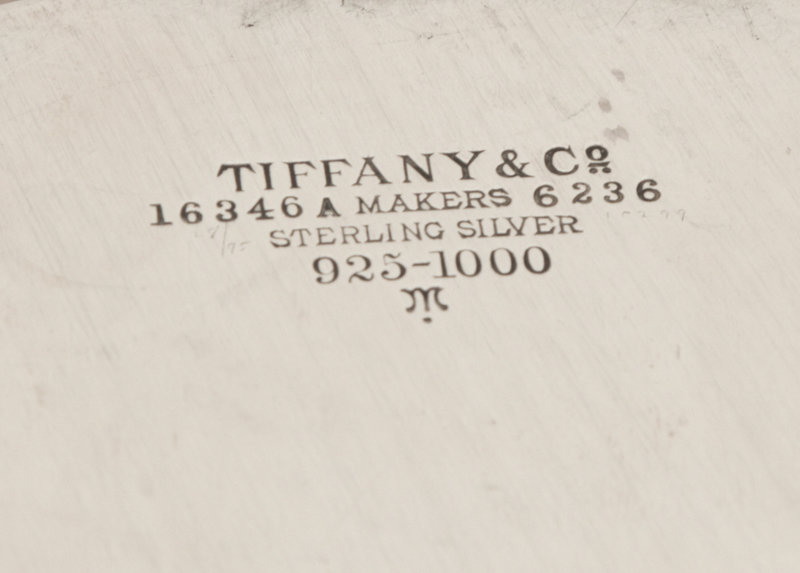 TIFFANY & Co
16346 A MAKERS 6236
STERLING SILVER
925-1000
m